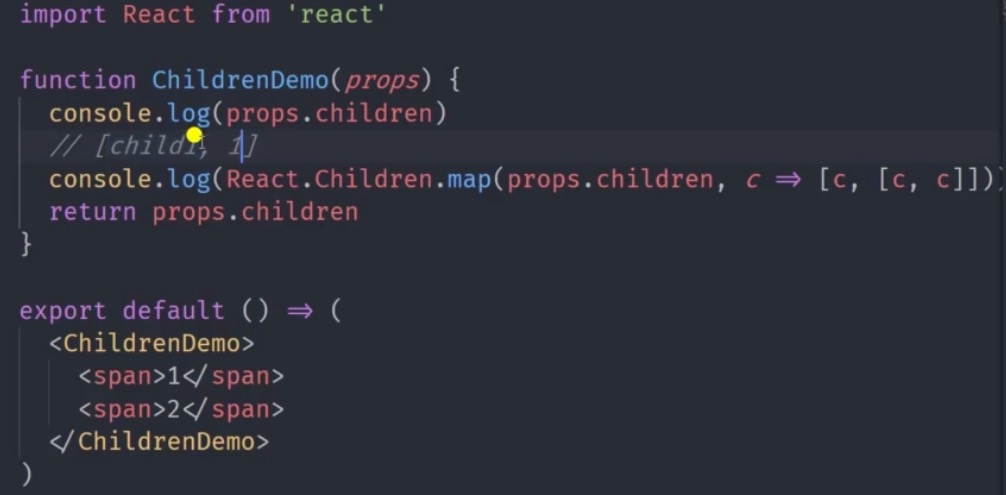 import React from 'react'
function ChildrenDemo(props) {
console.log(props.children)
// [child1, 1]
console.log(React.Children.map(props.children, c => [c, [c, c]]))
return props.children
}
export default () => (
<ChildrenDemo>
<span>1</span>
<span>2</span>
</ChildrenDemo>
)